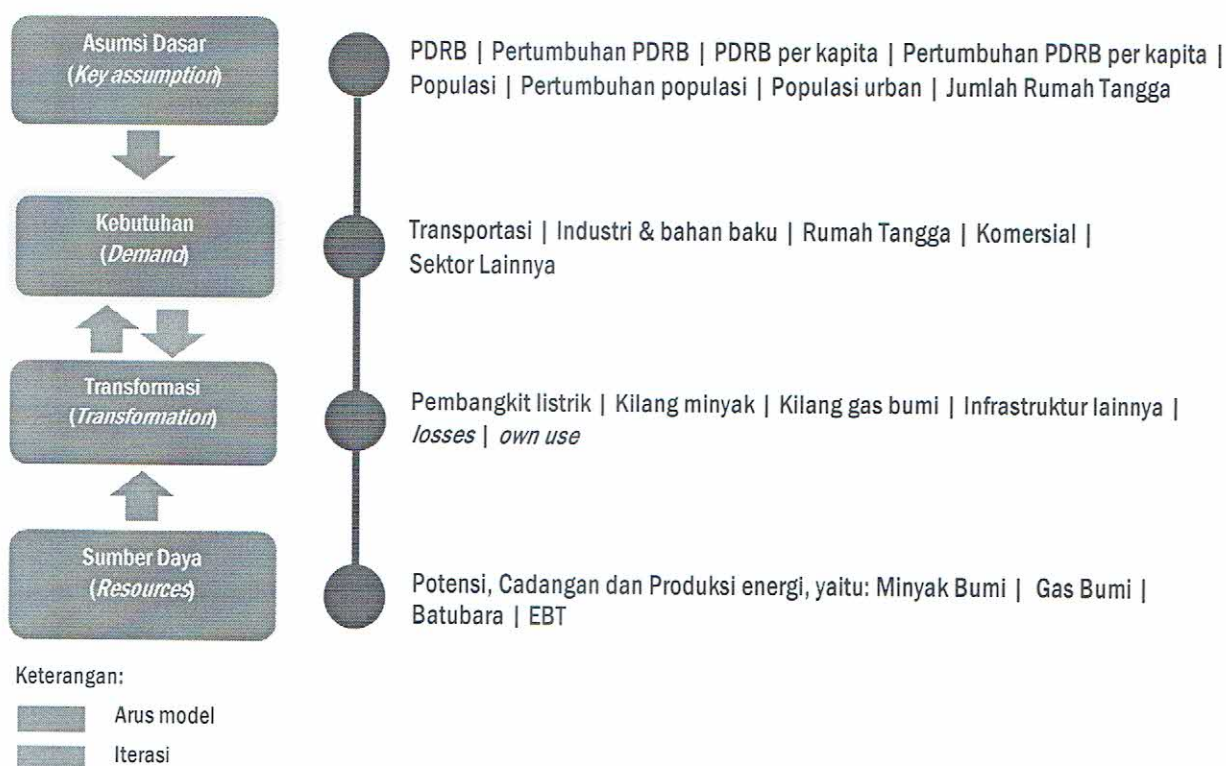 Asumsi Dasar
(Key assumption)
PDRB | Pertumbuhan PDRB | PDRB per kapita | Pertumbuhan PDRB per kapita |
Populasi | Pertumbuhan populasi | Populasi urban | Jumlah Rumah Tangga
Kebutuhan
(Demand)
Transportasi | Industri & bahan baku | Rumah Tangga | Komersial |
Sektor Lainnya
Transformasi
(Transformation)
Pembangkit listrik | Kilang minyak | Kilang gas bumi | Infrastruktur lainnya |
losses | own use
Sumber Daya
(Resources)
Potensi, Cadangan dan Produksi energi, yaitu: Minyak Bumi | Gas Bumi |
Batubara | EBT
Keterangan:
Arus model
Iterasi